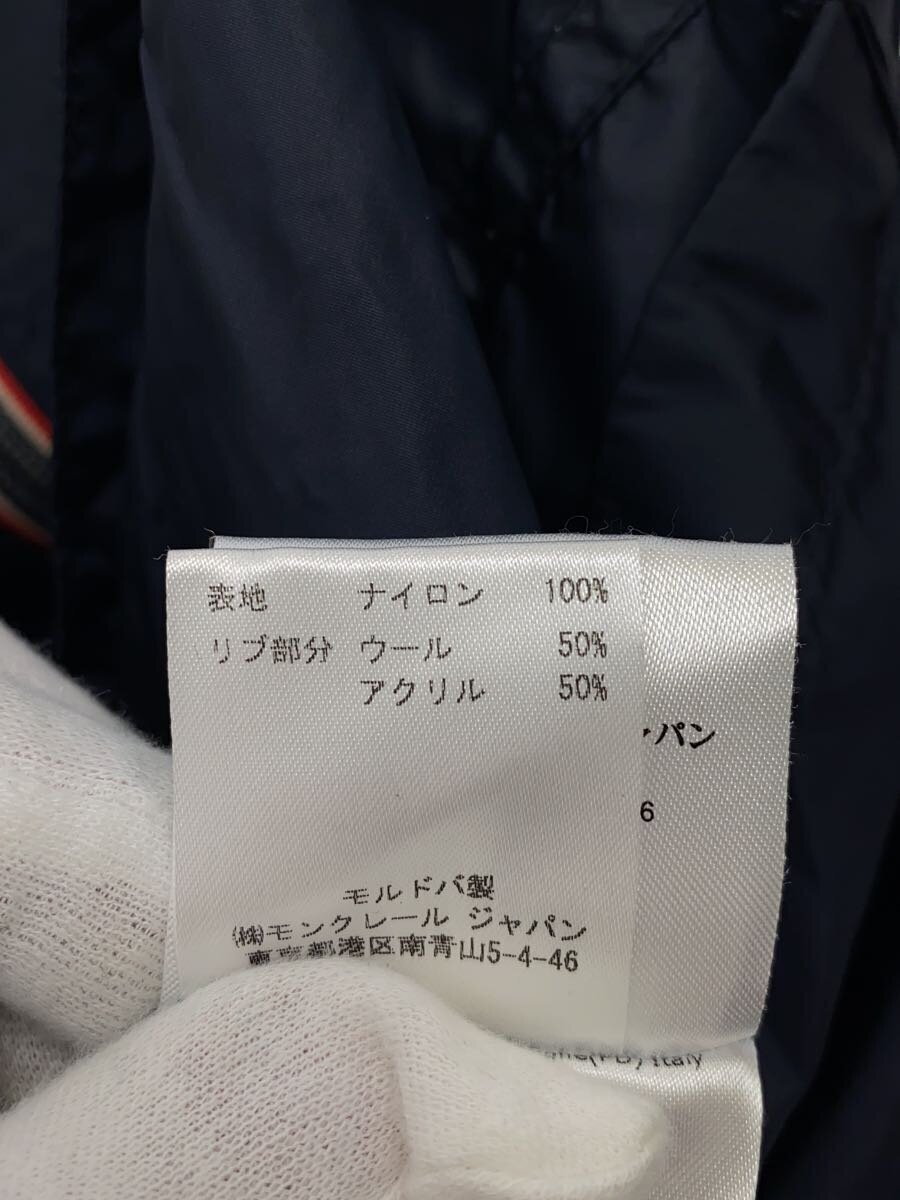 表地 ナイロン 100%
リブ部分 ウール 50%
アクリル 50%
モルドバ製
㈱モンクレール ジャパン
東京都港区南青山5-4-46
パン
6
Italy